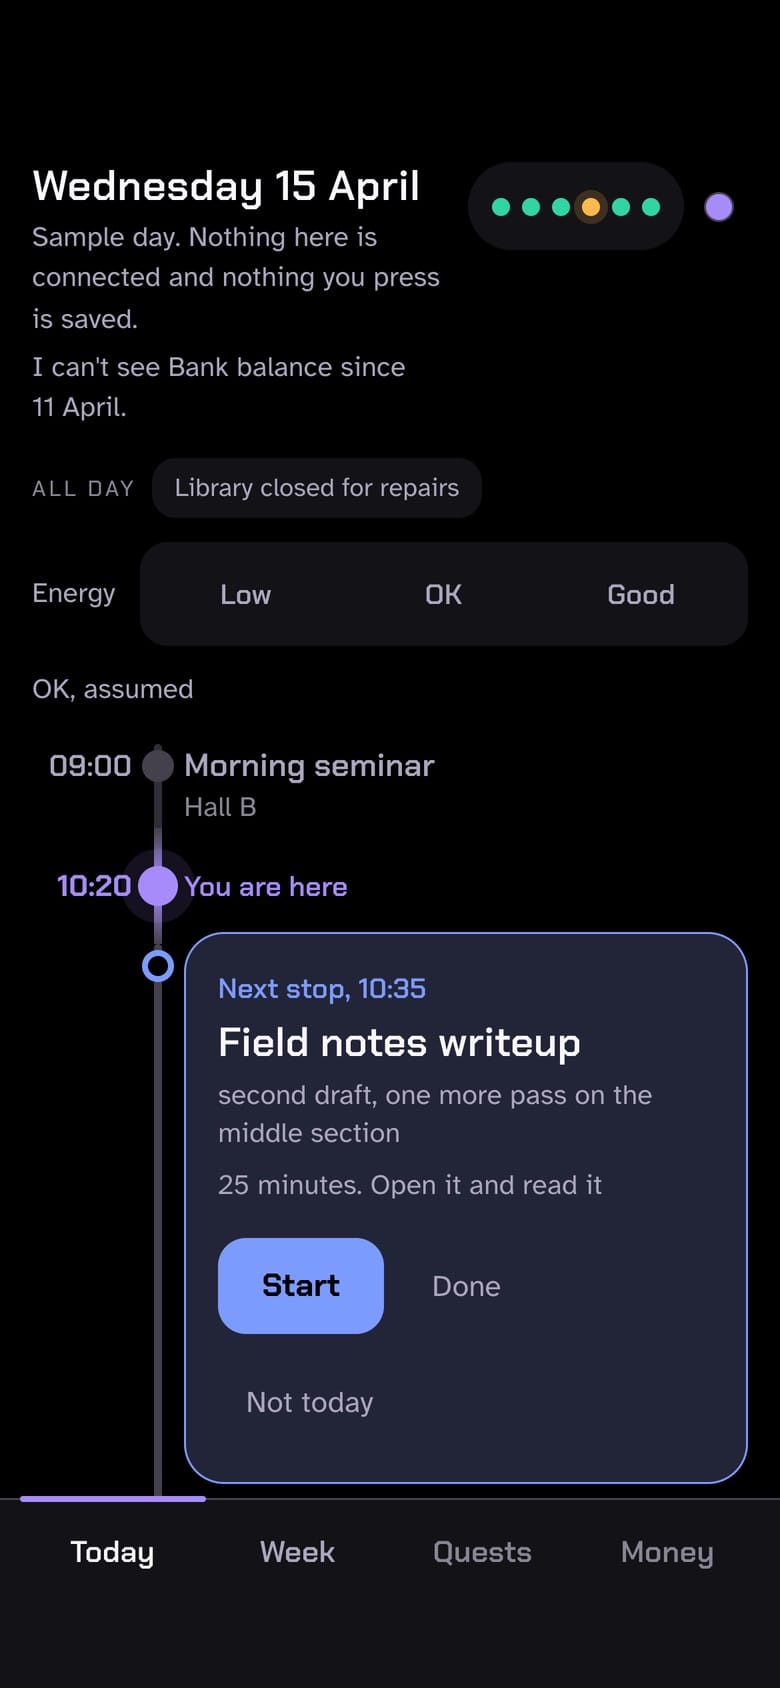 Wednesday 15 April
Sample day. Nothing here is
connected and nothing you press
is saved.
I can't see Bank balance since
11 April.
ALL DAY Library closed for repairs
Energy Low OK Good
OK, assumed
09:00 Morning seminar
Hall B
10:20 You are here
Next stop, 10:35
Field notes writeup
second draft, one more pass on the
middle section
25 minutes. Open it and read it
Start Done
Not today
Today Week Quests Money